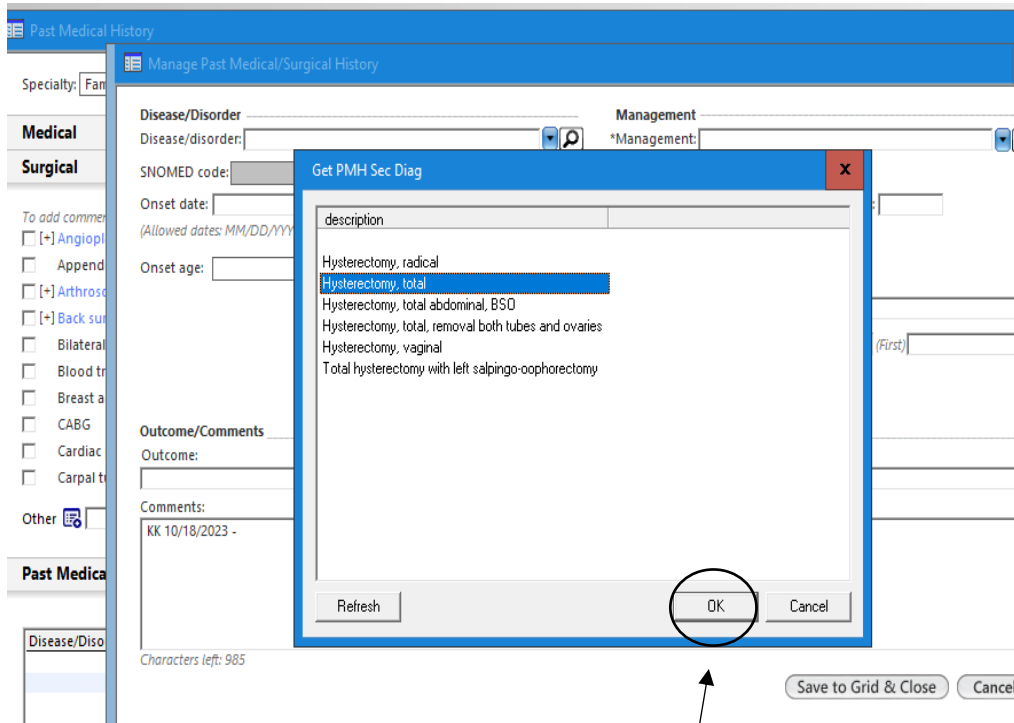 Past Medical History
Manage Past Medical/Surgical History
Specialty: Fam
Medical
Surgical
To add commen
[+] Angiopl
Append
[+] Arthrosc
[+] Back sur
Bilateral
Blood tr
Breast a
CABG
Cardiac
Carpal t
Other
Past Medica
Disease/Diso
Disease/Disorder
Management
Disease/disorder:
*Management:
SNOMED code:
Onset date:
(Allowed dates: MM/DD/YYY
Onset age:
(First)
Get PMH Sec Diag
x
description
Hysterectomy, radical
Hysterectomy, total
Hysterectomy, total abdominal, BSO
Hysterectomy, total, removal both tubes and ovaries
Hysterectomy, vaginal
Total hysterectomy with left salpingo-oophorectomy
Refresh
OK
Cancel
Outcome/Comments
Outcome:
Comments:
KK 10/18/2023 -
Characters left: 985
Save to Grid & Close
Cancel